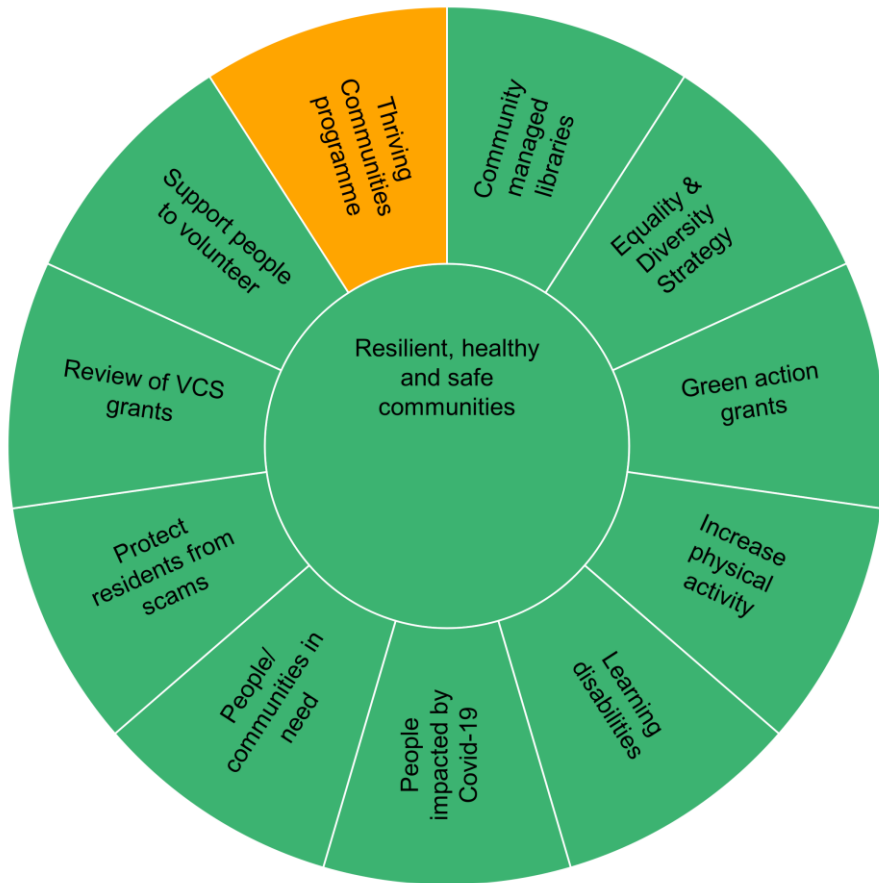 Resilient, healthy
and safe
communities
Community
managed
libraries
Equality &
Diversity
Strategy
Green action
grants
Increase
physical
activity
Learning
disabilities
People
impacted by
Covid-19
People/
communities in
need
Protect
residents from
scams
Review of VCS
grants
Support people
to volunteer
Thriving
Communities
programme